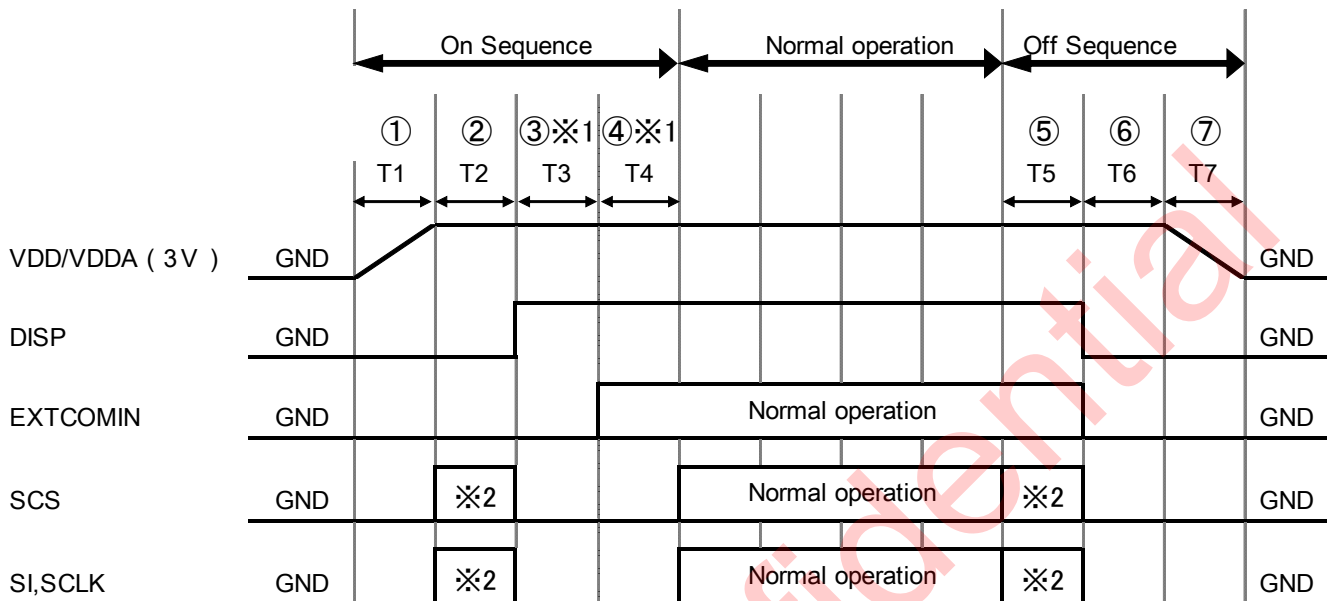 On Sequence Normal operation Off Sequence
① ② ③※1 ④※1 ⑤ ⑥ ⑦
T1 T2 T3 T4 T5 T6 T7
VDD/VDDA ( 3V ) GND GND
DISP GND GND
EXTCOMIN GND Normal operation GND
SCS GND ※2 Normal operation ※2 GND
SI,SCLK GND ※2 Normal operation ※2 GND